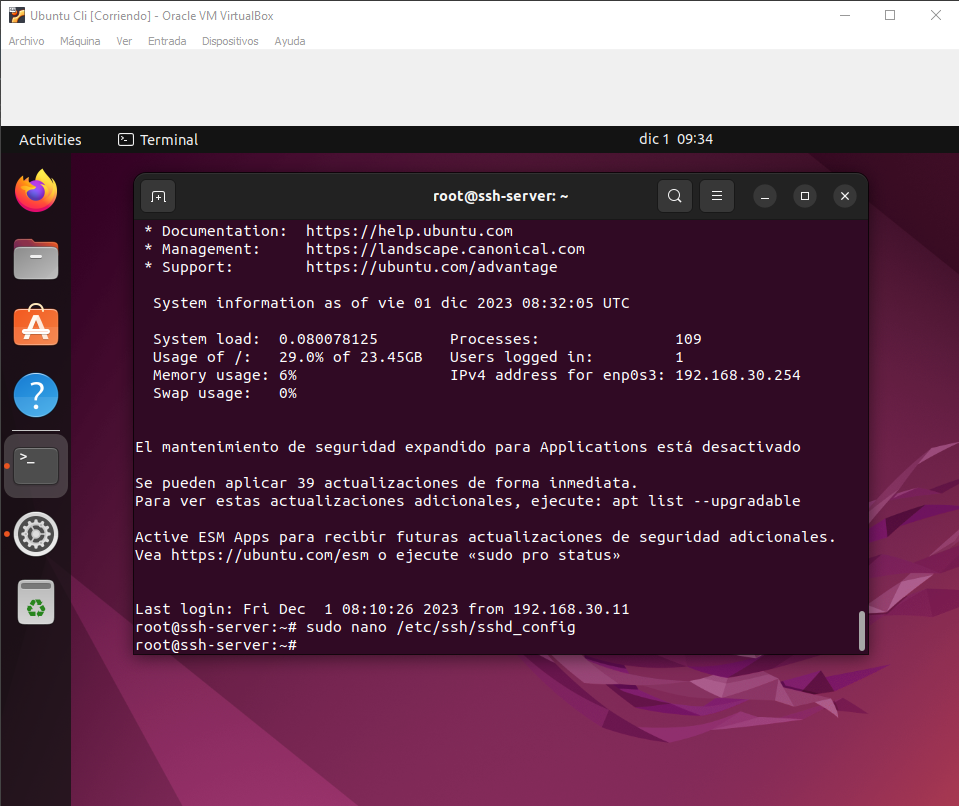 Ubuntu Cli [Corriendo] - Oracle VM VirtualBox
Archivo Máquina Ver Entrada Dispositivos Ayuda
Activities Terminal dic 1 09:34
root@ssh-server: ~
* Documentation: https://help.ubuntu.com
* Management: https://landscape.canonical.com
* Support: https://ubuntu.com/advantage
System information as of vie 01 dic 2023 08:32:05 UTC
System load: 0.080078125 Processes: 109
Usage of /: 29.0% of 23.45GB Users logged in: 1
Memory usage: 6% IPv4 address for enp0s3: 192.168.30.254
Swap usage: 0%
El mantenimiento de seguridad expandido para Applications está desactivado
Se pueden aplicar 39 actualizaciones de forma inmediata.
Para ver estas actualizaciones adicionales, ejecute: apt list --upgradable
Active ESM Apps para recibir futuras actualizaciones de seguridad adicionales.
Vea https://ubuntu.com/esm o ejecute «sudo pro status»
Last login: Fri Dec  1 08:10:26 2023 from 192.168.30.11
root@ssh-server:~# sudo nano /etc/ssh/sshd_config
root@ssh-server:~#